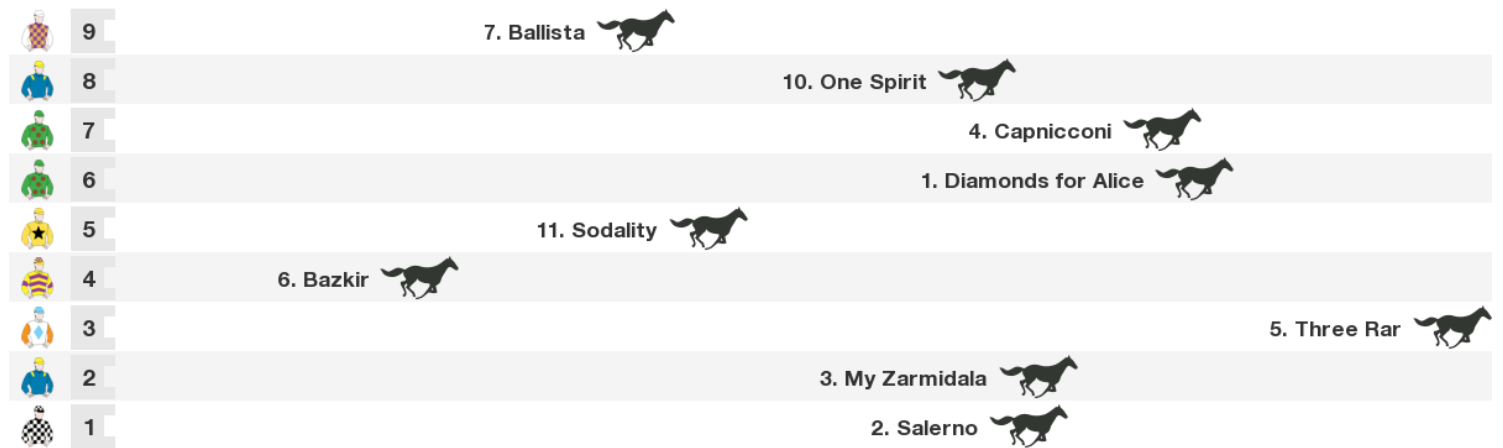 9 7. Ballista
8 10. One Spirit
7 4. Capnicconi
6 1. Diamonds for Alice
5 11. Sodality
4 6. Bazkir
3 5. Three Rar
2 3. My Zarmidala
1 2. Salerno